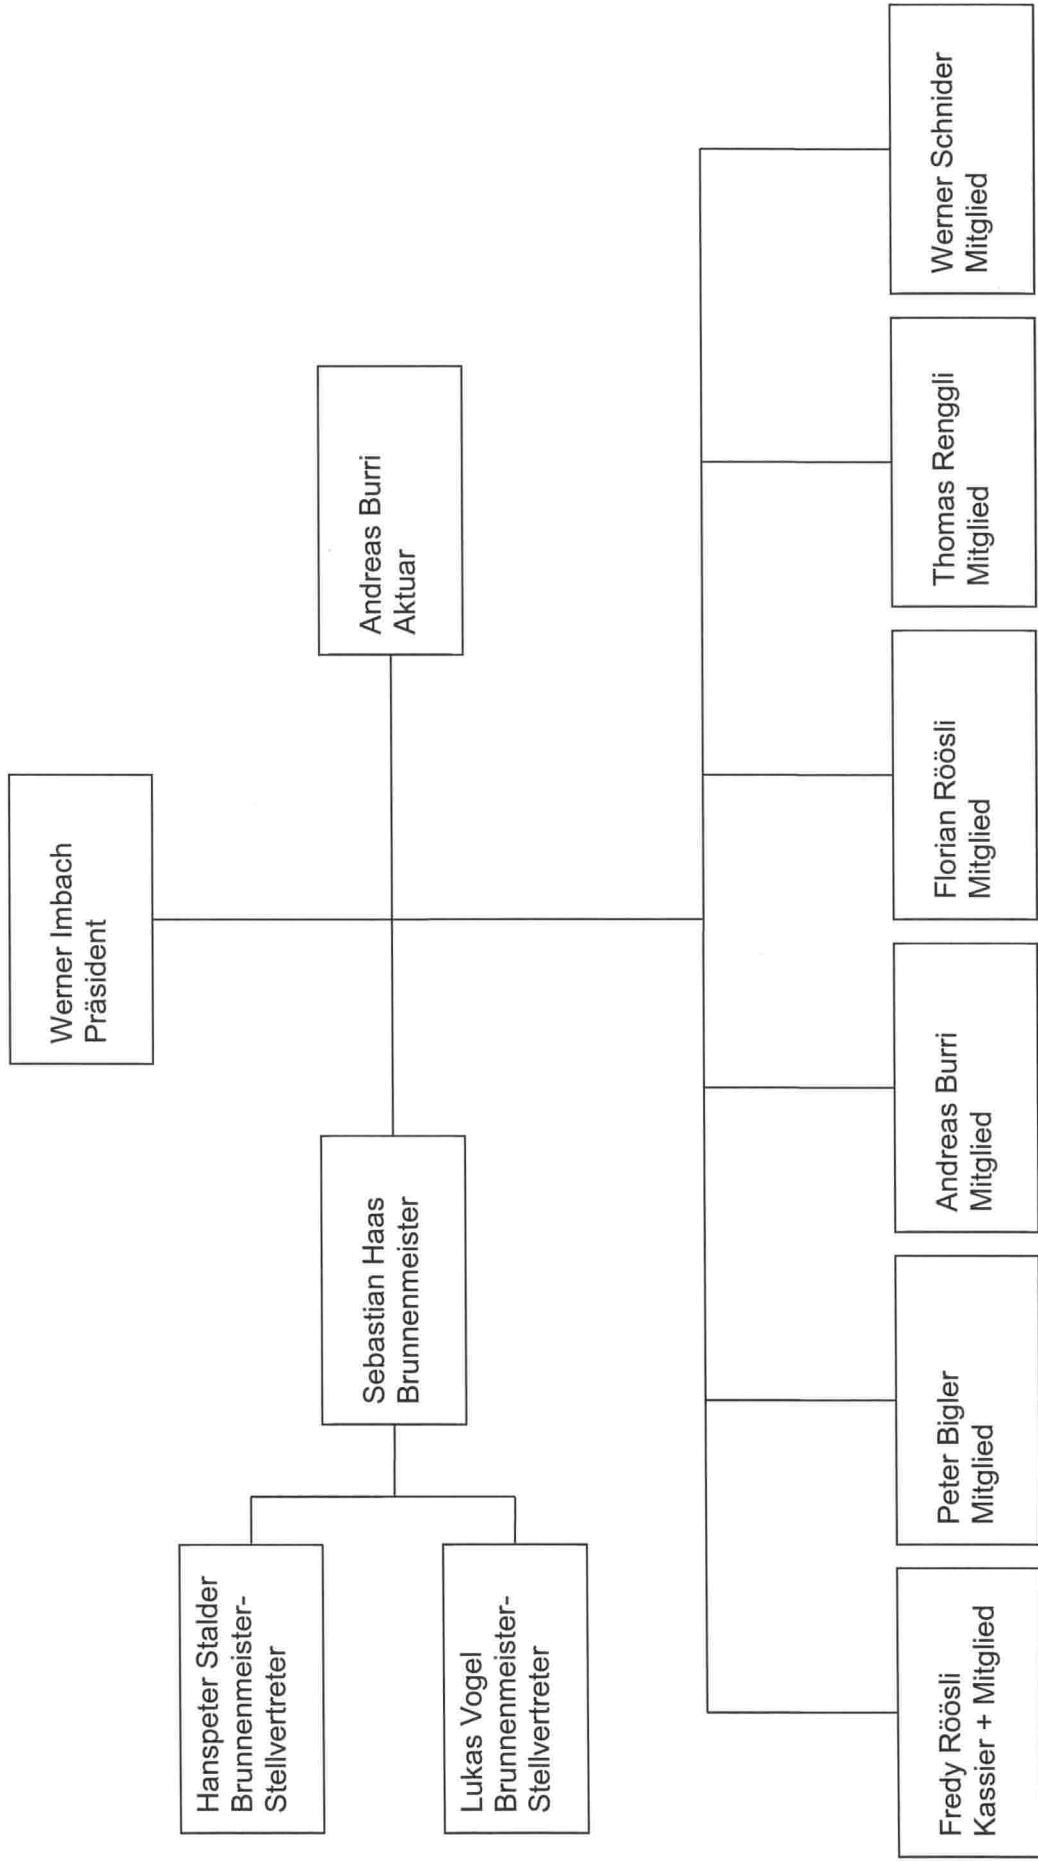 Werner Imbach
Präsident
Andreas Burri
Aktuar
Sebastian Haas
Brunnenmeister
Hanspeter Stalder
Brunnenmeister-
Stellvertreter
Lukas Vogel
Brunnenmeister-
Stellvertreter
Fredy Röösli
Kassier + Mitglied
Peter Bigler
Mitglied
Andreas Burri
Mitglied
Florian Röösli
Mitglied
Thomas Renggli
Mitglied
Werner Schnider
Mitglied